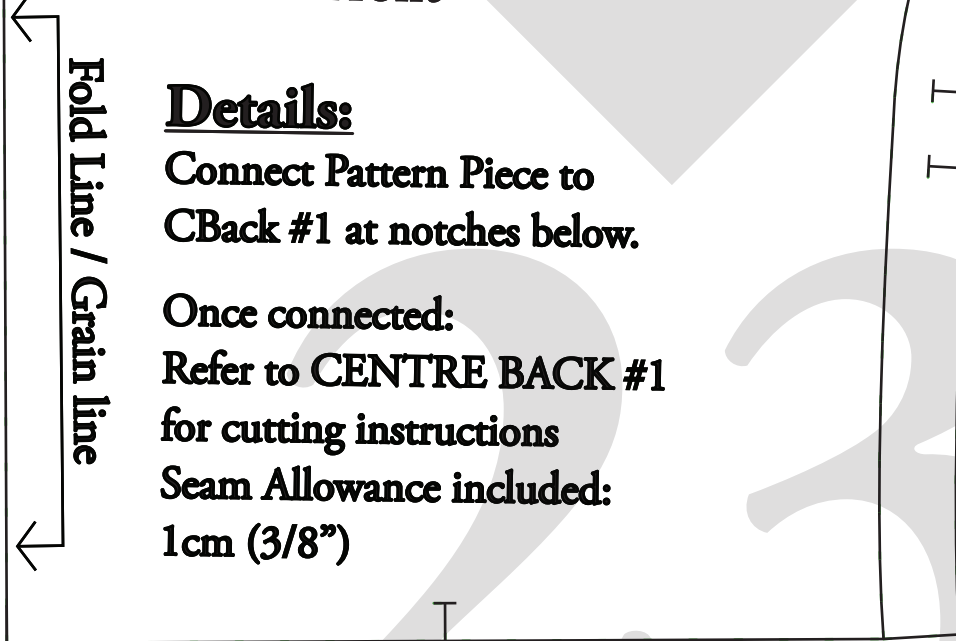 Details:
Connect Pattern Piece to
CBack #1 at notches below.
Once connected:
Refer to CENTRE BACK #1
for cutting instructions
Seam Allowance included:
1cm (3/8”)
Fold Line / Grain line
23